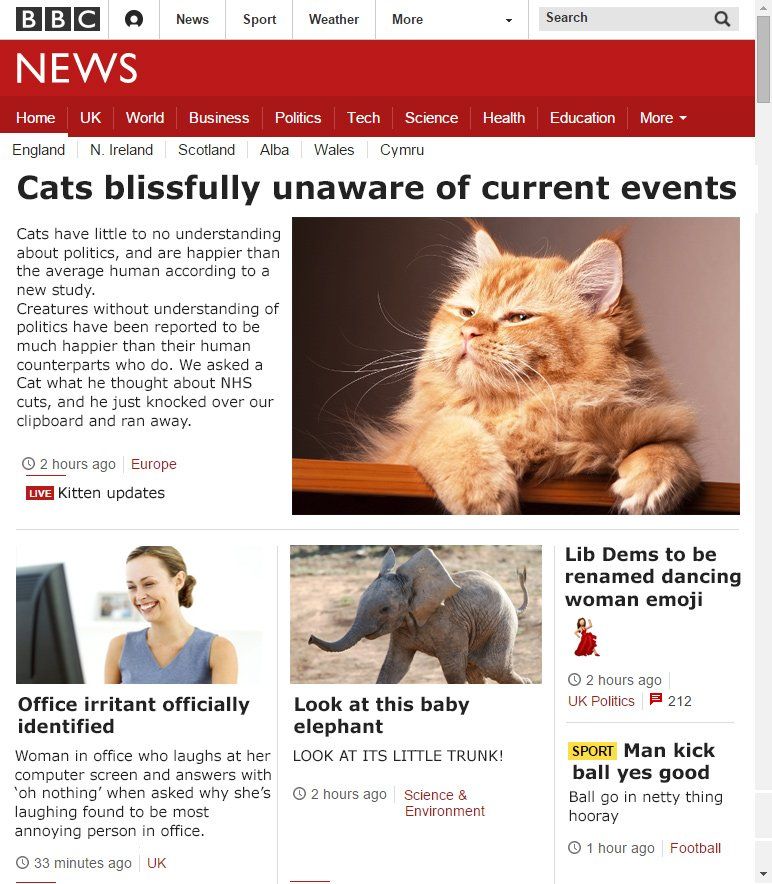 BBC News Sport Weather More Search
NEWS
Home UK World Business Politics Tech Science Health Education More
England N. Ireland Scotland Alba Wales Cymru
Cats blissfully unaware of current events
Cats have little to no understanding
about politics, and are happier than
the average human according to a
new study.
Creatures without understanding of
politics have been reported to be
much happier than their human
counterparts who do. We asked a
Cat what he thought about NHS
cuts, and he just knocked over our
clipboard and ran away.
2 hours ago Europe
LIVE Kitten updates
Office irritant officially
identified
Woman in office who laughs at her
computer screen and answers with
‘oh nothing’ when asked why she’s
laughing found to be most
annoying person in office.
33 minutes ago UK
Look at this baby
elephant
LOOK AT ITS LITTLE TRUNK!
2 hours ago Science &
Environment
Lib Dems to be
renamed dancing
woman emoji
2 hours ago
UK Politics 212
SPORT Man kick
ball yes good
Ball go in netty thing
hooray
1 hour ago Football